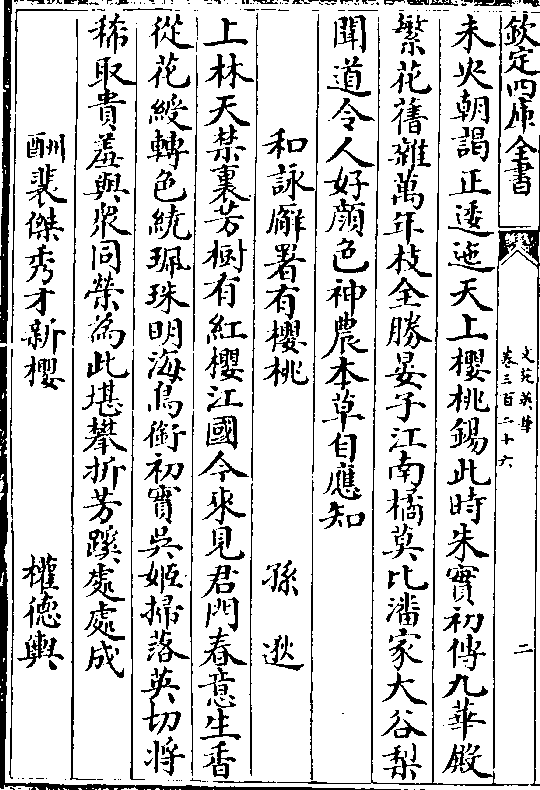 欽定四庫全書
文苑英華
卷三百二十六
二
未央朝謁正逶迤天上櫻桃錫此時朱實初傳九華殿
繁花舊雜萬年枝全勝晏子江南橘莫比潘家大谷梨
聞道令人好顔色神農本草自應知
和詠廨署有櫻桃 孫逖
上林天禁裏芳樹有紅櫻江國今來見君門春意生香
從花綬轉色繞珮珠明海鳥銜初實吳姬掃落英切將
稀取貴羞與衆同榮為此堪攀折芳蹊處處成
酬裴傑秀才新櫻 權德輿